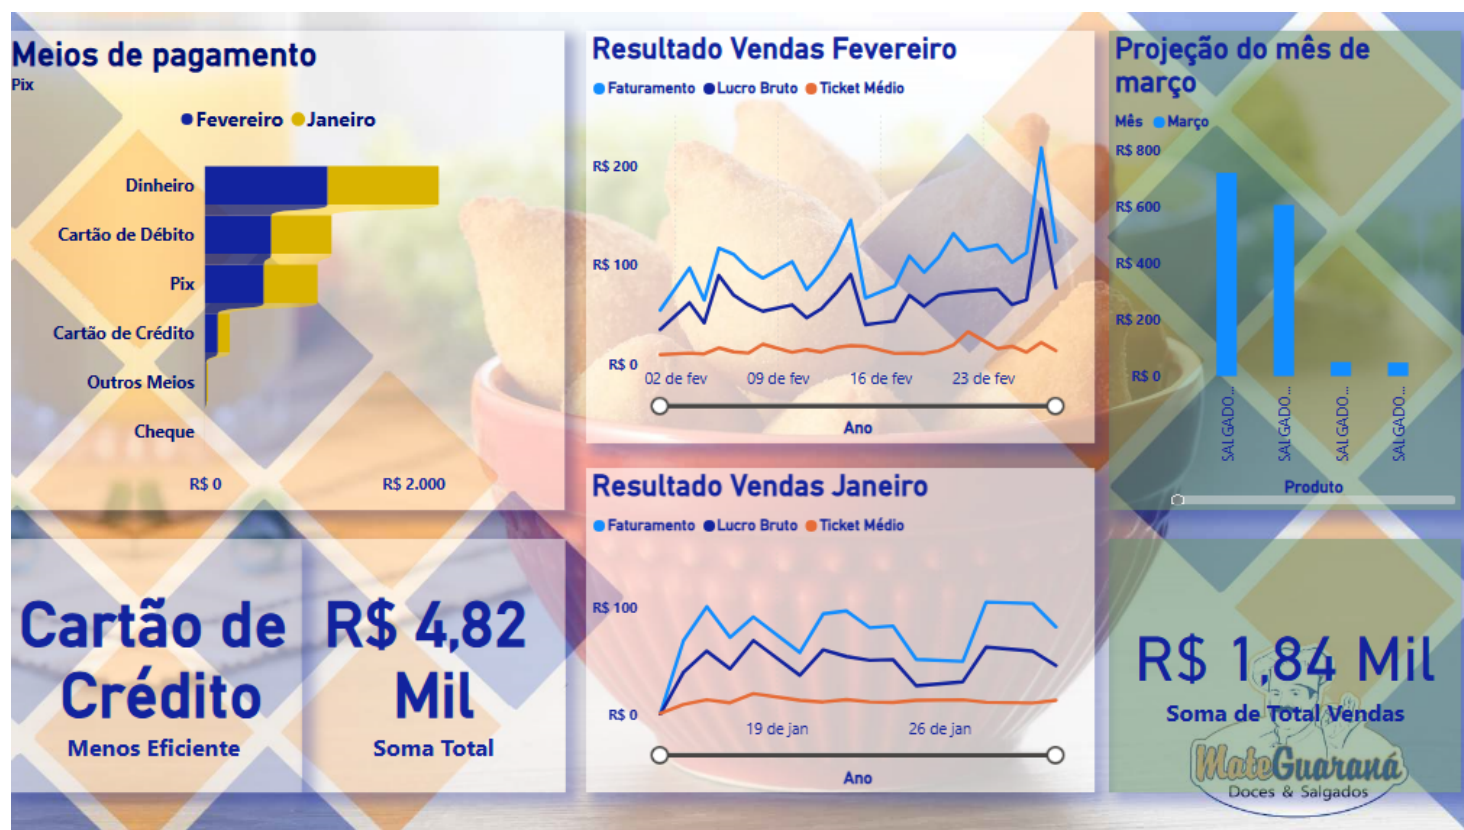 Meios de pagamento
Pix
Fevereiro Janeiro
Dinheiro
Cartão de Débito
Pix
Cartão de Crédito
Outros Meios
Cheque
R$ 0 R$ 2.000
Cartão de
Crédito
Menos Eficiente
R$ 4,82
Mil
Soma Total
Resultado Vendas Fevereiro
Faturamento Lucro Bruto Ticket Médio
R$ 200
R$ 100
R$ 0
02 de fev 09 de fev 16 de fev 23 de fev
Ano
Resultado Vendas Janeiro
Faturamento Lucro Bruto Ticket Médio
R$ 100
R$ 0
19 de jan 26 de jan
Ano
Projeção do mês de
março
Mês Março
R$ 800
R$ 600
R$ 400
R$ 200
R$ 0
SALGADO...
SALGADO...
SALGADO...
SALGADO...
Produto
R$ 1,84 Mil
Soma de Total Vendas
MateGuaraná
Doces & Salgados